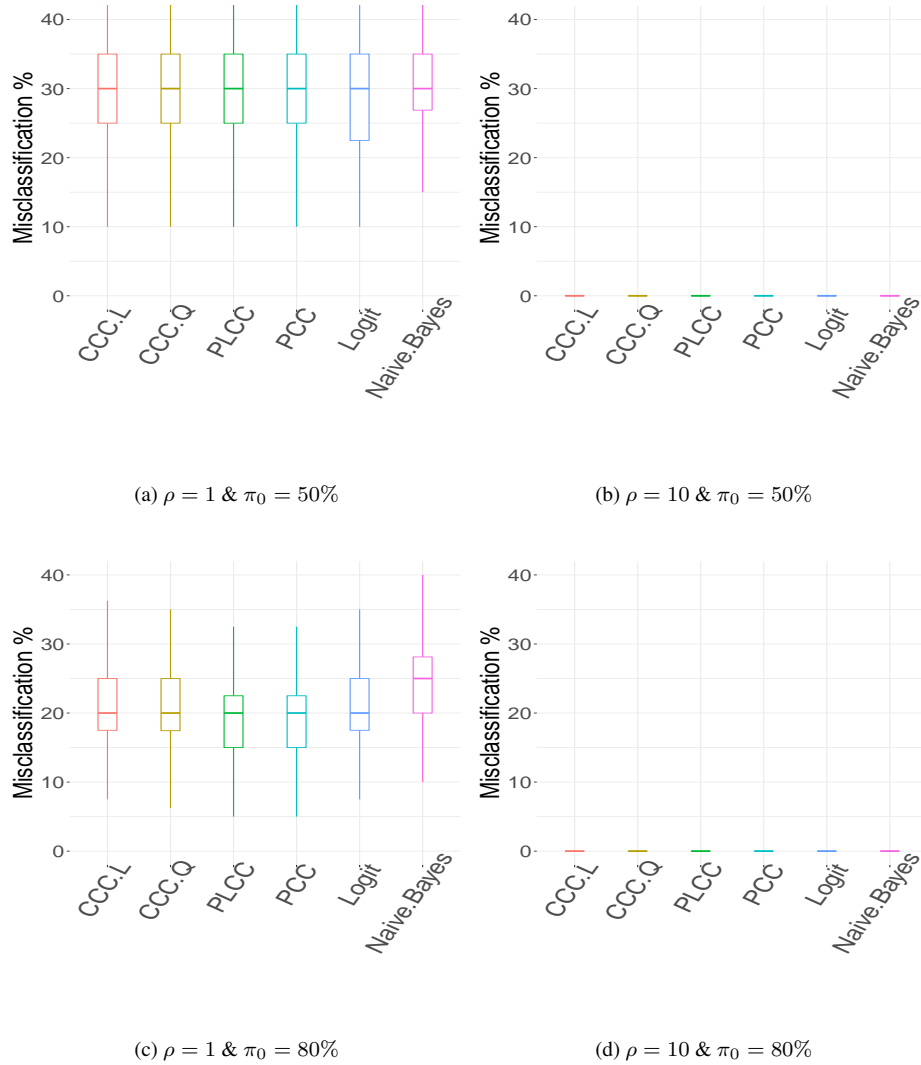 40
30
20
10
0
Misclassification %
CCC.L
CCC.Q
PLCC
PCC
Logit
Naive.Bayes
(a) ρ = 1 & π₀ = 50%
40
30
20
10
0
Misclassification %
CCC.L
CCC.Q
PLCC
PCC
Logit
Naive.Bayes
(b) ρ = 10 & π₀ = 50%
40
30
20
10
0
Misclassification %
CCC.L
CCC.Q
PLCC
PCC
Logit
Naive.Bayes
(c) ρ = 1 & π₀ = 80%
40
30
20
10
0
Misclassification %
CCC.L
CCC.Q
PLCC
PCC
Logit
Naive.Bayes
(d) ρ = 10 & π₀ = 80%